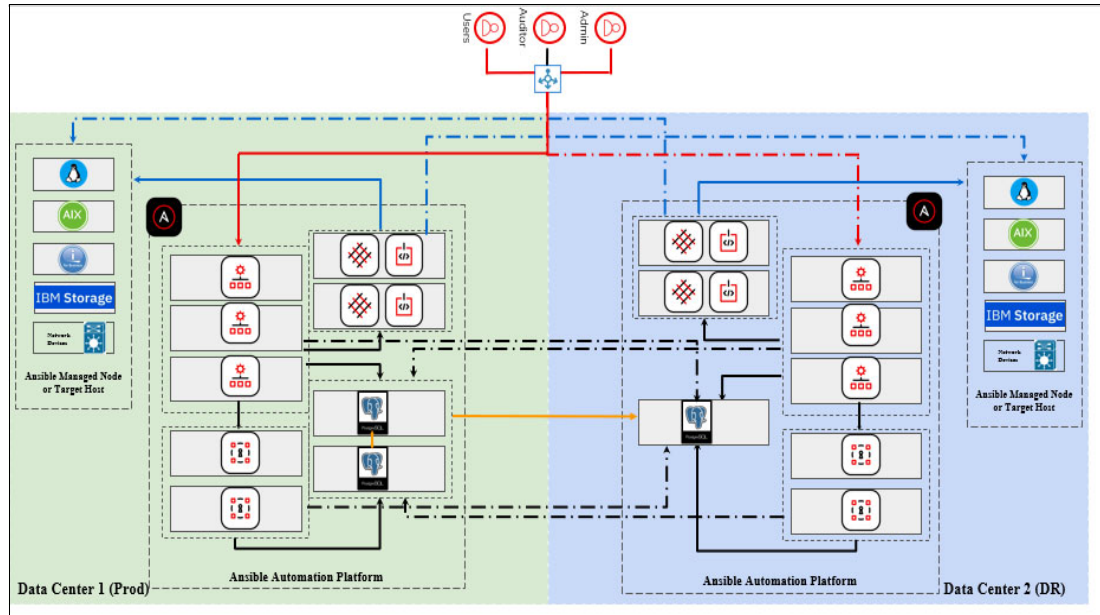 Users
Auditor
Admin
AIX
IBM Storage
Network
Devices
Ansible Managed Node
or Target Host
PostgreSQL
PostgreSQL
Ansible Automation Platform
Data Center 1 (Prod)
AIX
IBM Storage
Network
Devices
Ansible Managed Node
or Target Host
PostgreSQL
Ansible Automation Platform
Data Center 2 (DR)